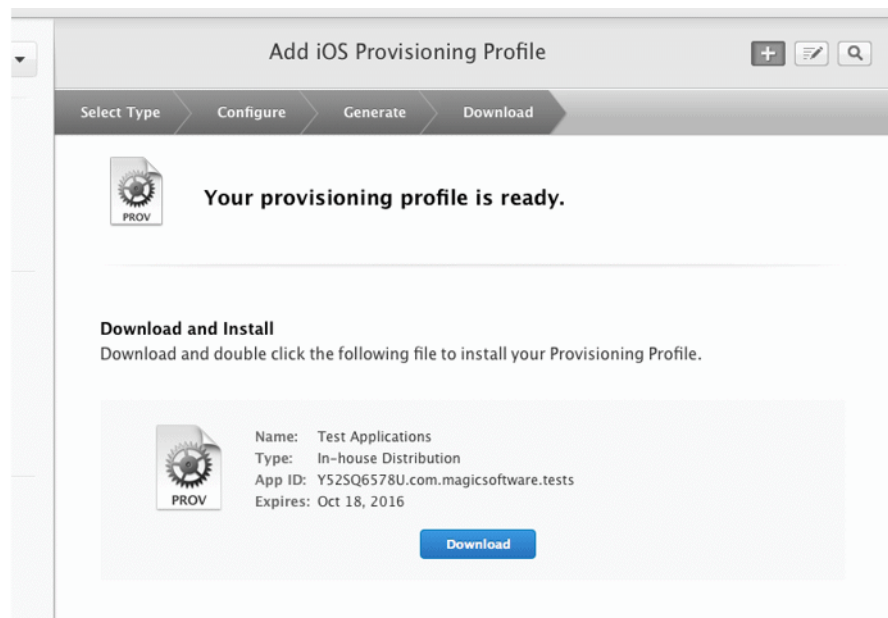 Add iOS Provisioning Profile
Select Type
Configure
Generate
Download
PROV
Your provisioning profile is ready.
Download and Install
Download and double click the following file to install your Provisioning Profile.
PROV
Name: Test Applications
Type: In-house Distribution
App ID: Y52SQ6578U.com.magicsoftware.tests
Expires: Oct 18, 2016
Download